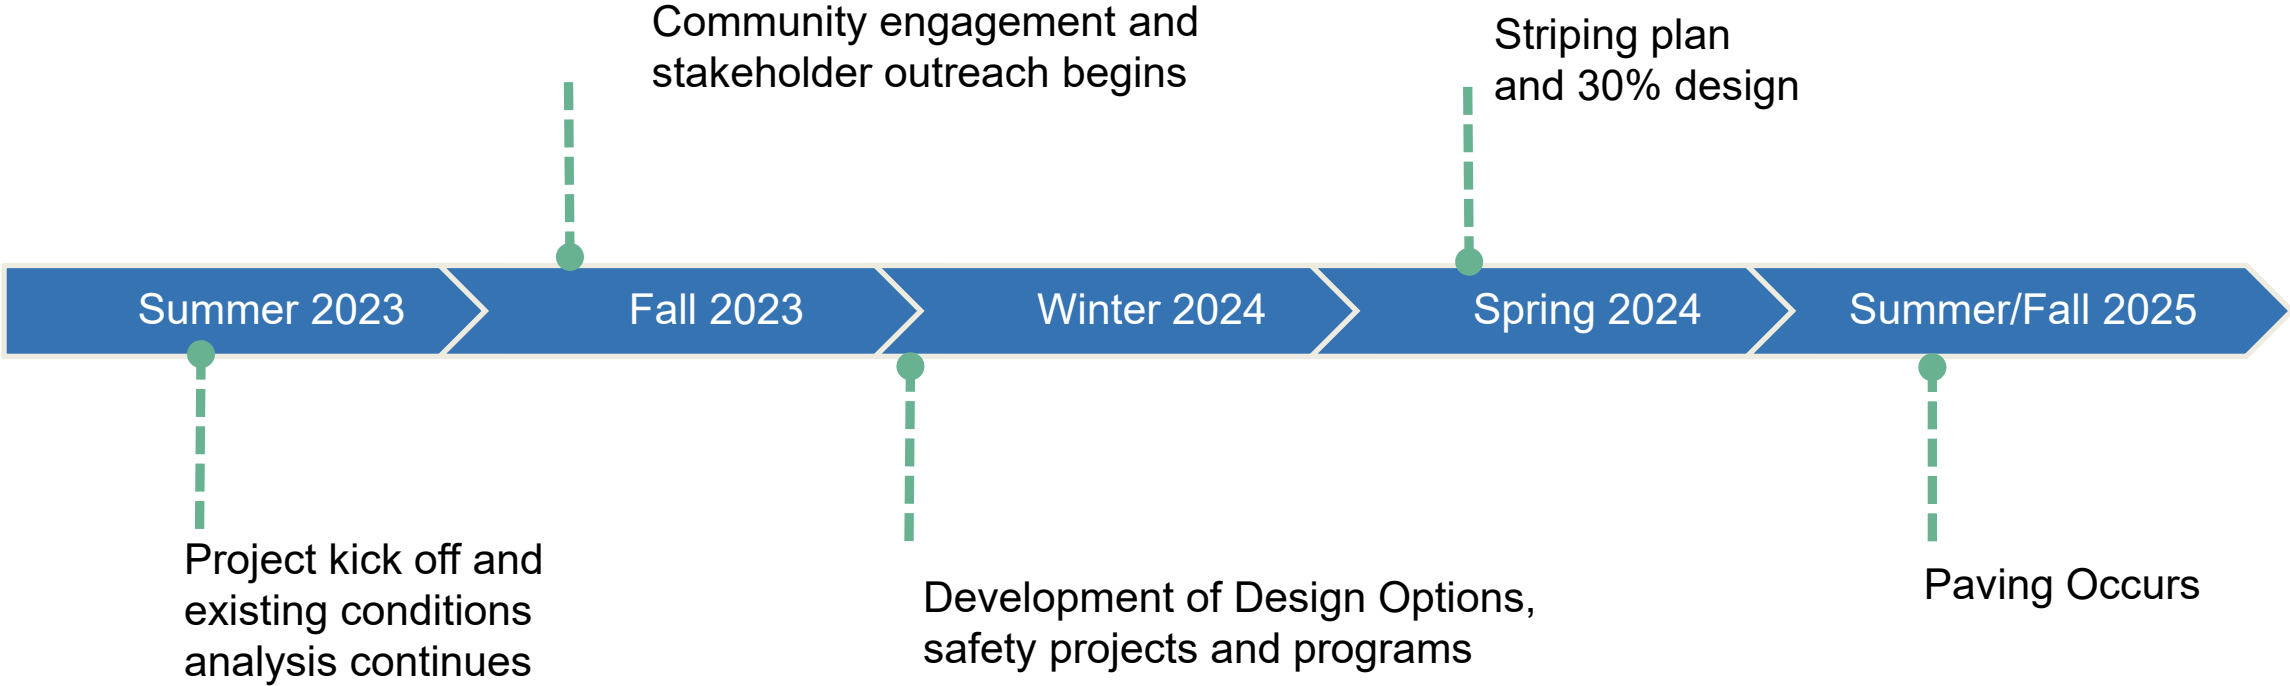 Community engagement and
stakeholder outreach begins
Striping plan
and 30% design
Summer 2023
Fall 2023
Winter 2024
Spring 2024
Summer/Fall 2025
Project kick off and
existing conditions
analysis continues
Development of Design Options,
safety projects and programs
Paving Occurs